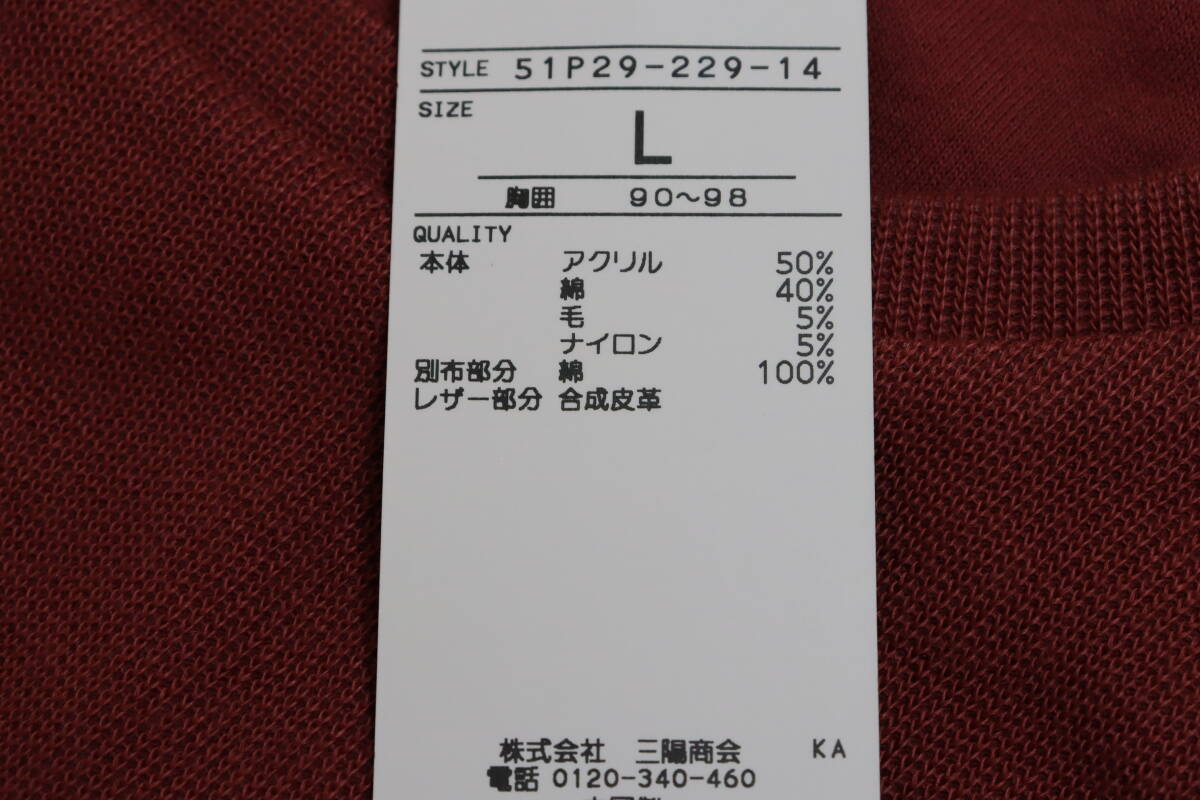 STYLE 51P29-229-14
SIZE
L
胸囲 90~98
QUALITY
本体 アクリル 50%
綿 40%
毛 5%
ナイロン 5%
別布部分 綿 100%
レザー部分 合成皮革
株式会社 三陽商会 KA
電話 0120-340-460